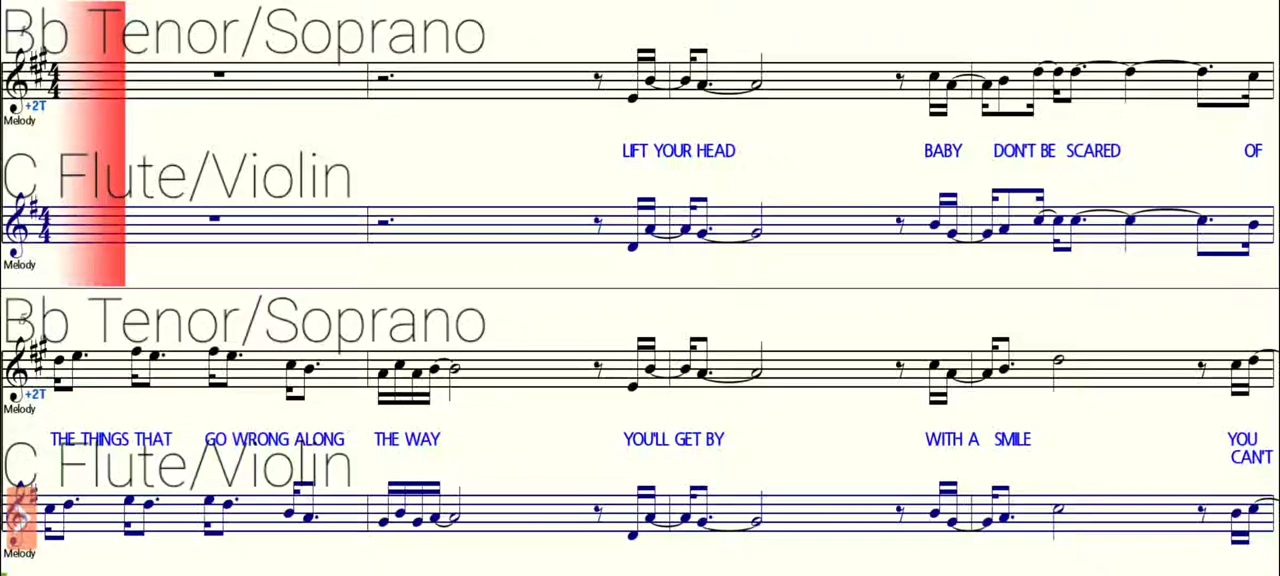 Bb Tenor/Soprano
+2T
Melody
LIFT YOUR HEAD BABY DON'T BE SCARED OF
C Flute/Violin
Melody
Bb Tenor/Soprano
+2T
Melody
THE THINGS THAT GO WRONG ALONG THE WAY YOU'LL GET BY WITH A SMILE YOU
CAN'T
C Flute/Violin
Melody